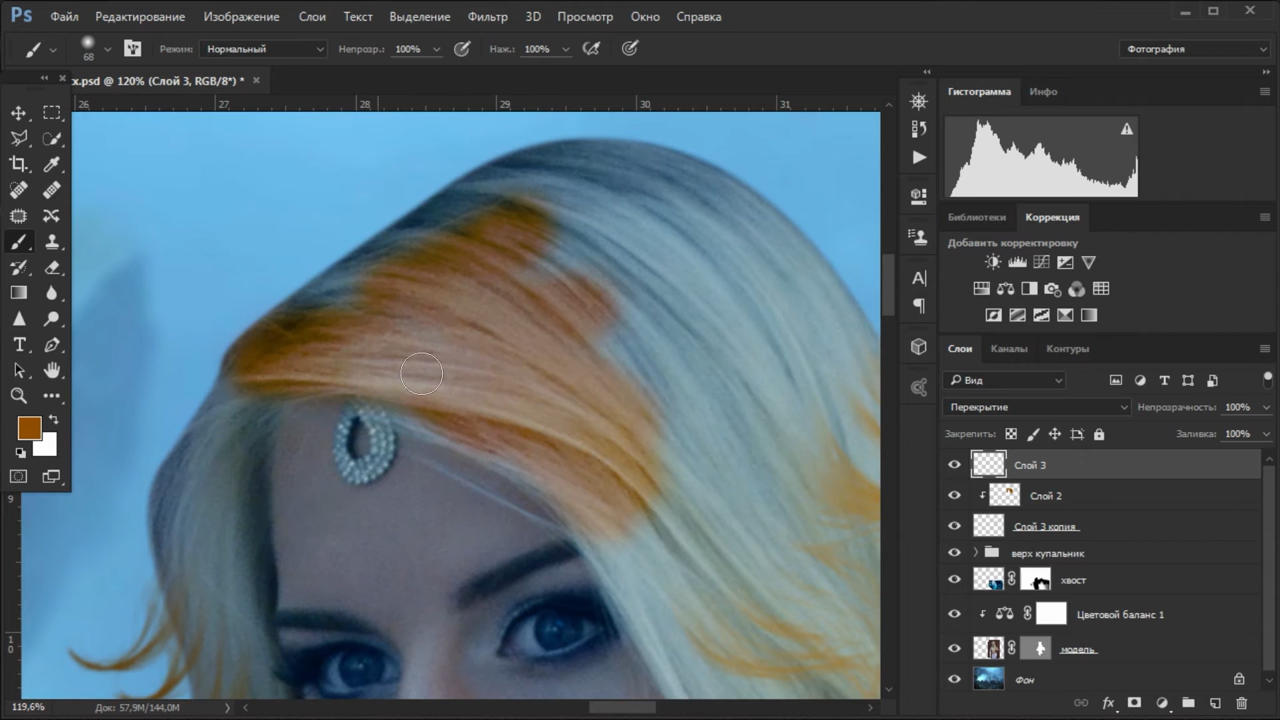 Ps Файл Редактирование Изображение Слои Текст Выделение Фильтр 3D Просмотр Окно Справка
68 Режим: Нормальный Непрозр.: 100% Наж.: 100% Фотография
x.psd @ 120% (Слой 3, RGB/8*) *
26 27 28 29 30 31
Гистограмма Инфо
Библиотеки Коррекция
Добавить корректировку
Слои Каналы Контуры
Вид
Перекрытие Непрозрачность: 100%
Закрепить: Заливка: 100%
Слой 3
Слой 2
Слой 3 копия
верх купальник
хвост
Цветовой баланс 1
модель
Фон
9
10
119,6% Док: 57,9M/144,0M